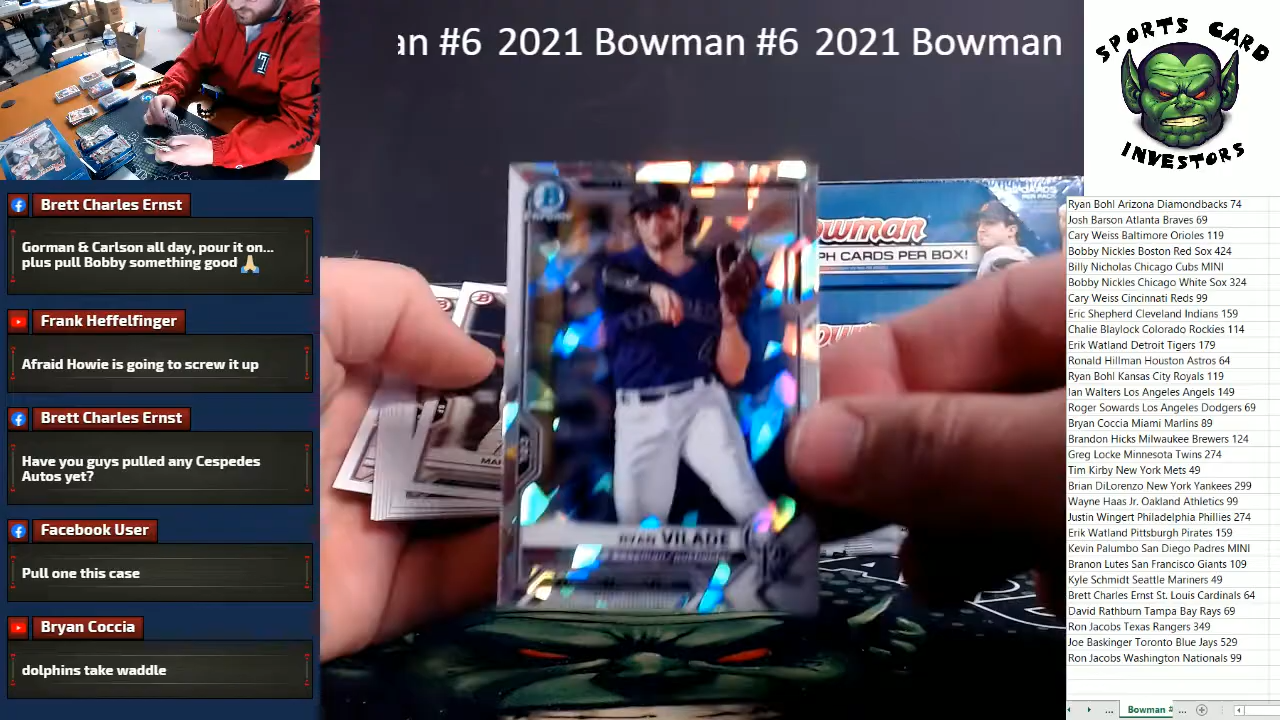 an #6 2021 Bowman #6 2021 Bowman
SPORTS CARD
INVESTORS
Brett Charles Ernst
Gorman & Carlson all day, pour it on...
plus pull Bobby something good 🙏
Frank Heffelfinger
Afraid Howie is going to screw it up
Brett Charles Ernst
Have you guys pulled any Cespedes
Autos yet?
Facebook User
Pull one this case
Bryan Coccia
dolphins take waddle
B
RYAN VILADE
owman
PH CARDS PER BOX!
Ryan Bohl Arizona Diamondbacks 74
Josh Barson Atlanta Braves 69
Cary Weiss Baltimore Orioles 119
Bobby Nickles Boston Red Sox 424
Billy Nicholas Chicago Cubs MINI
Bobby Nickles Chicago White Sox 324
Cary Weiss Cincinnati Reds 99
Eric Shepherd Cleveland Indians 159
Chalie Blaylock Colorado Rockies 114
Erik Watland Detroit Tigers 179
Ronald Hillman Houston Astros 64
Ryan Bohl Kansas City Royals 119
Ian Walters Los Angeles Angels 149
Roger Sowards Los Angeles Dodgers 69
Bryan Coccia Miami Marlins 89
Brandon Hicks Milwaukee Brewers 124
Greg Locke Minnesota Twins 274
Tim Kirby New York Mets 49
Brian DiLorenzo New York Yankees 299
Wayne Haas Jr. Oakland Athletics 99
Justin Wingert Philadelphia Phillies 274
Erik Watland Pittsburgh Pirates 159
Kevin Palumbo San Diego Padres MINI
Branon Lutes San Francisco Giants 109
Kyle Schmidt Seattle Mariners 49
Brett Charles Ernst St. Louis Cardinals 64
David Rathburn Tampa Bay Rays 69
Ron Jacobs Texas Rangers 349
Joe Baskinger Toronto Blue Jays 529
Ron Jacobs Washington Nationals 99
... Bowman # ...